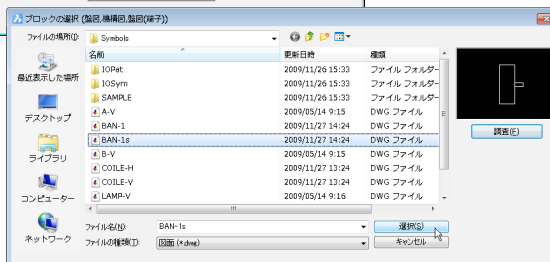 ブロックの選択 (盤図,機構図,盤図(端子))
ファイルの場所(I):
Symbols
最近表示した場所
デスクトップ
ライブラリ
コンピューター
ネットワーク
名前 更新日時 種類
IOPat 2009/11/26 15:33 ファイル フォルダー
IOSym 2009/11/26 15:33 ファイル フォルダー
SAMPLE 2009/11/26 15:33 ファイル フォルダー
A-V 2009/05/14 9:15 DWG ファイル
BAN-1 2009/11/27 14:24 DWG ファイル
BAN-1s 2009/11/27 14:24 DWG ファイル
B-V 2009/05/14 9:15 DWG ファイル
COILE-H 2009/11/27 13:24 DWG ファイル
COILE-V 2009/11/27 13:24 DWG ファイル
LAMP-V 2009/05/14 9:16 DWG ファイル
調査(F)
ファイル名(N): BAN-1s 選択(S)
ファイルの種類(T): 図面 (*.dwg) キャンセル